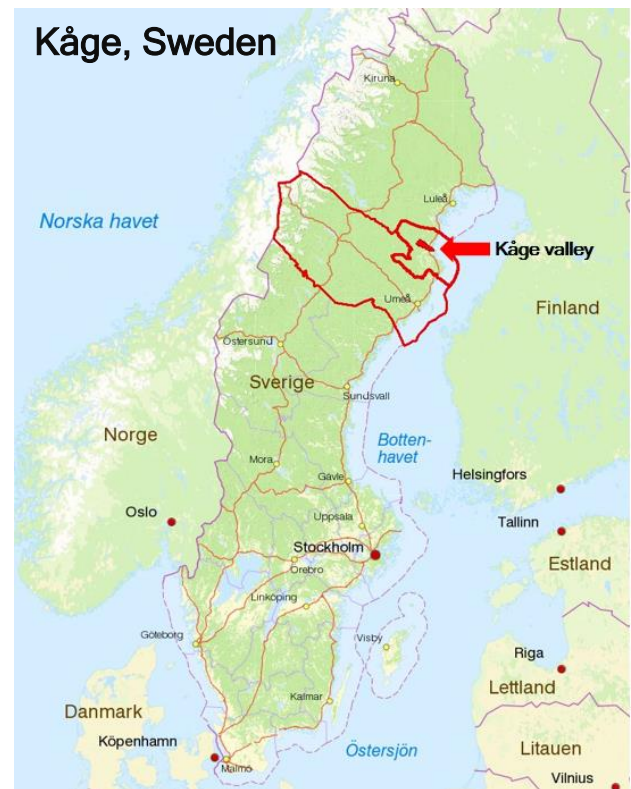 Kåge, Sweden
Kiruna
Luleå
Norska havet
Kåge valley
Umeå
Finland
Östersund
Sverige
Sundsvall
Norge
Botten-
havet
Mora
Gävle
Helsingfors
Oslo
Uppsala
Tallinn
Stockholm
Örebro
Estland
Linköping
Göteborg
Visby
Riga
Lettland
Kalmar
Danmark
Köpenhamn
Östersjön
Litauen
Malmö
Vilnius